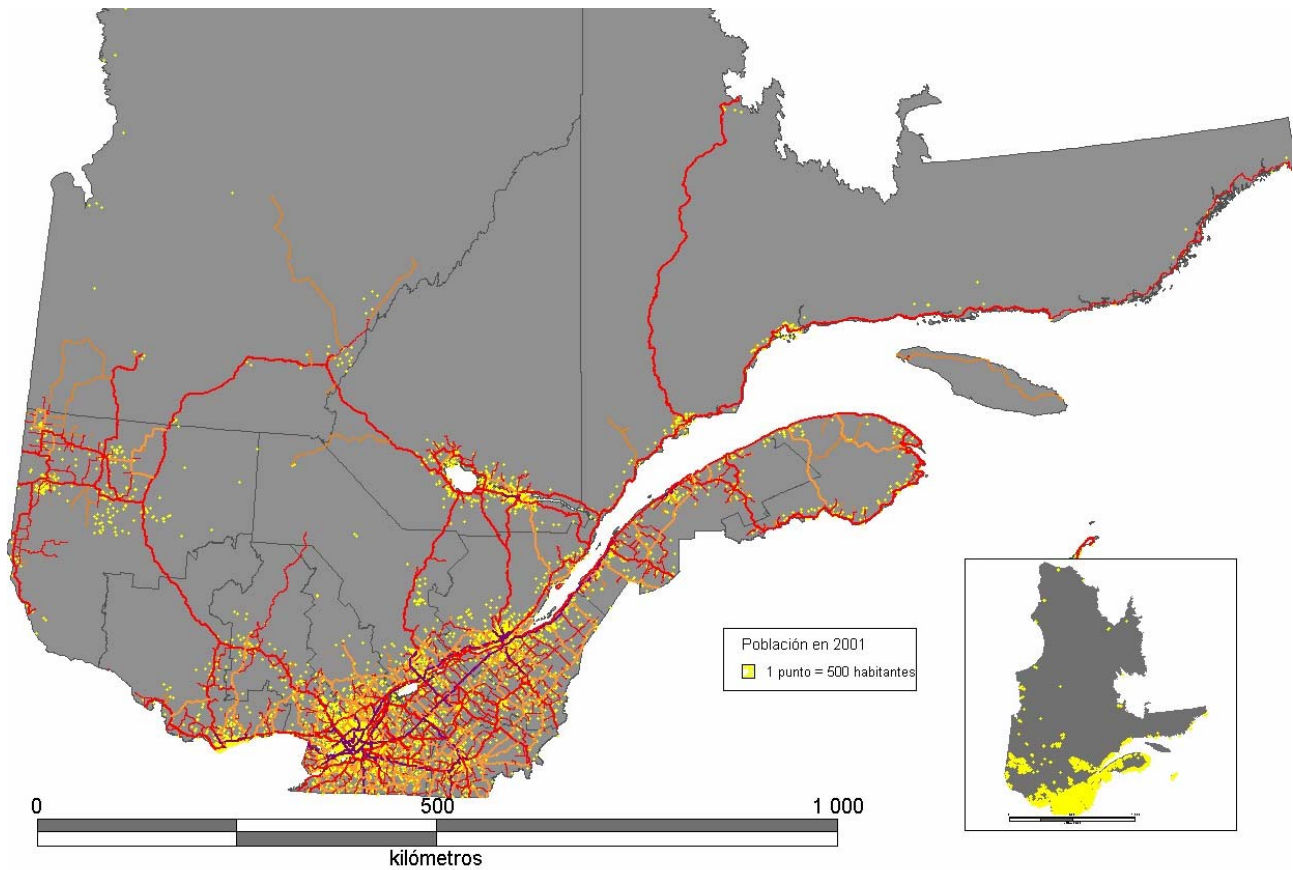 Población en 2001
1 punto = 500 habitantes
0 500 1 000
kilómetros